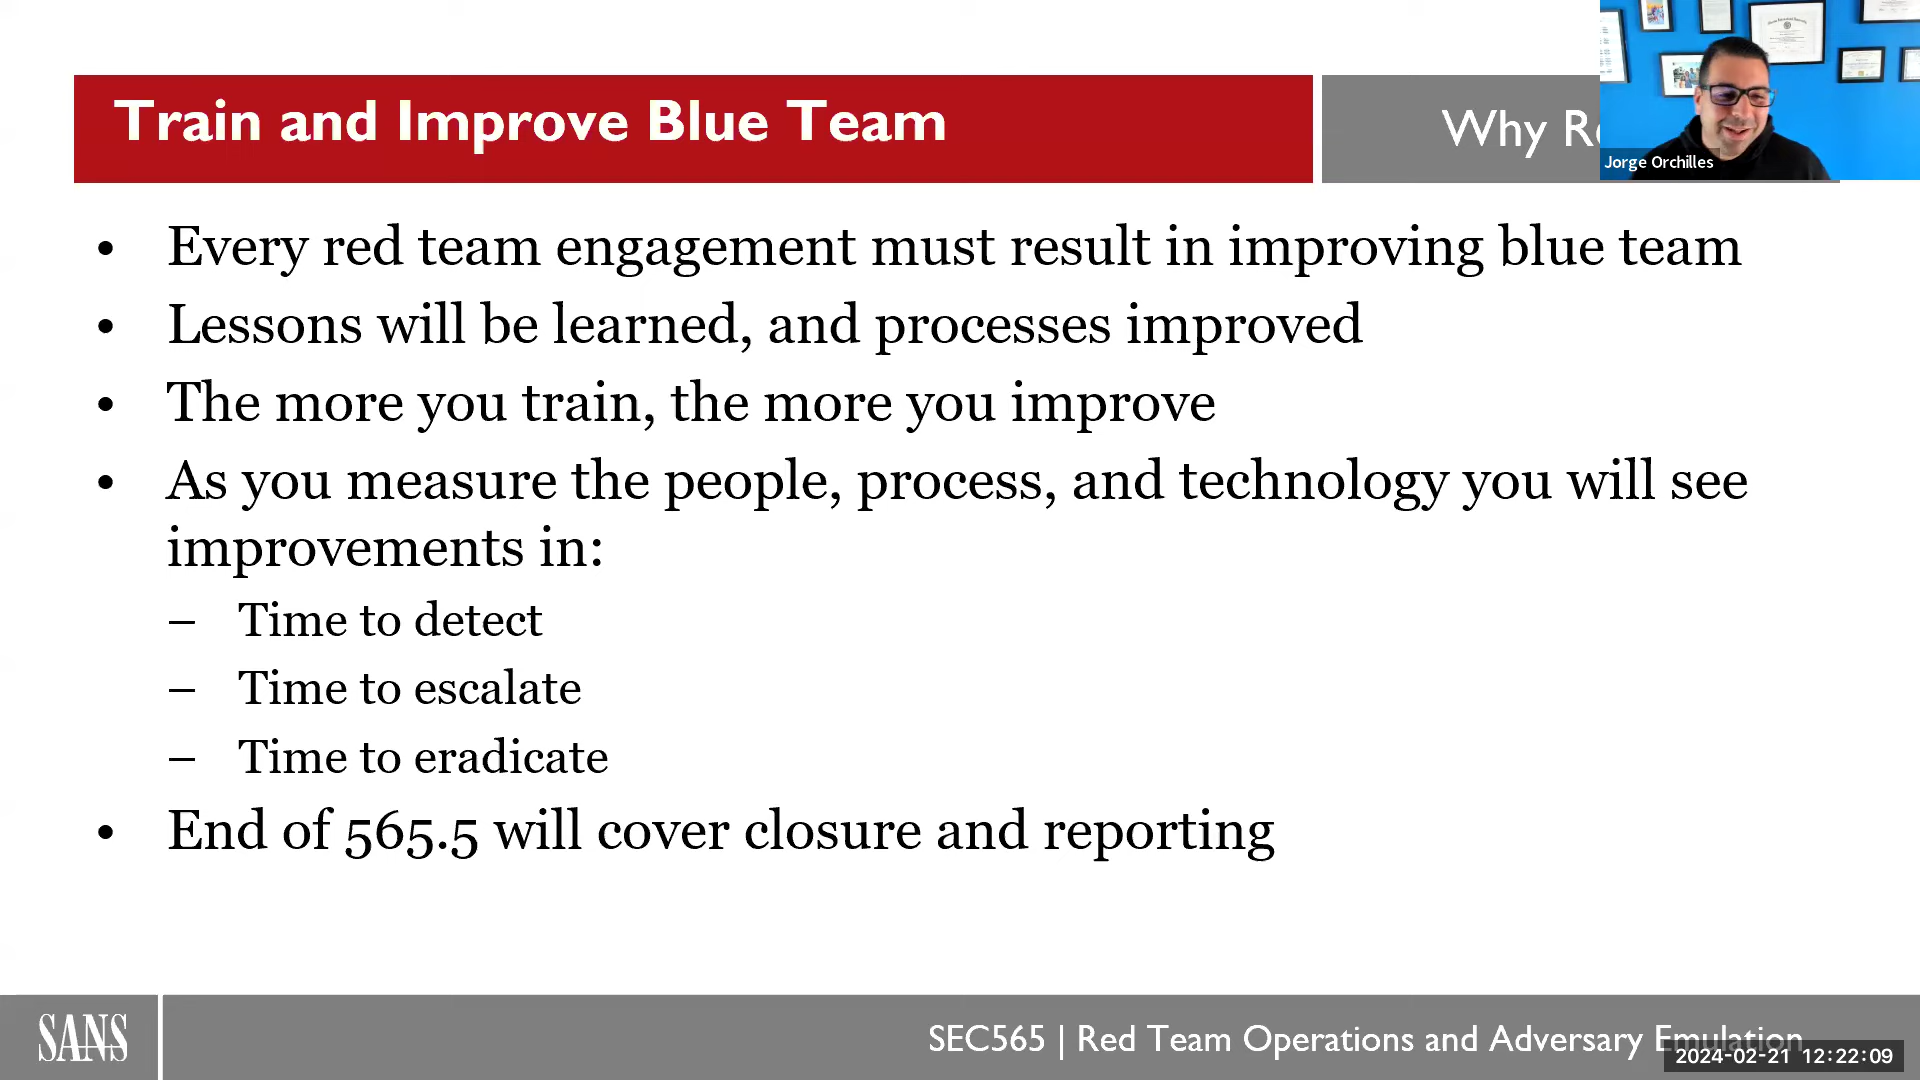 Train and Improve Blue Team
Why R
Jorge Orchilles
• Every red team engagement must result in improving blue team
• Lessons will be learned, and processes improved
• The more you train, the more you improve
• As you measure the people, process, and technology you will see
improvements in:
– Time to detect
– Time to escalate
– Time to eradicate
• End of 565.5 will cover closure and reporting
SANS
SEC565 | Red Team Operations and Adversary Emulation
2024-02-21 12:22:09